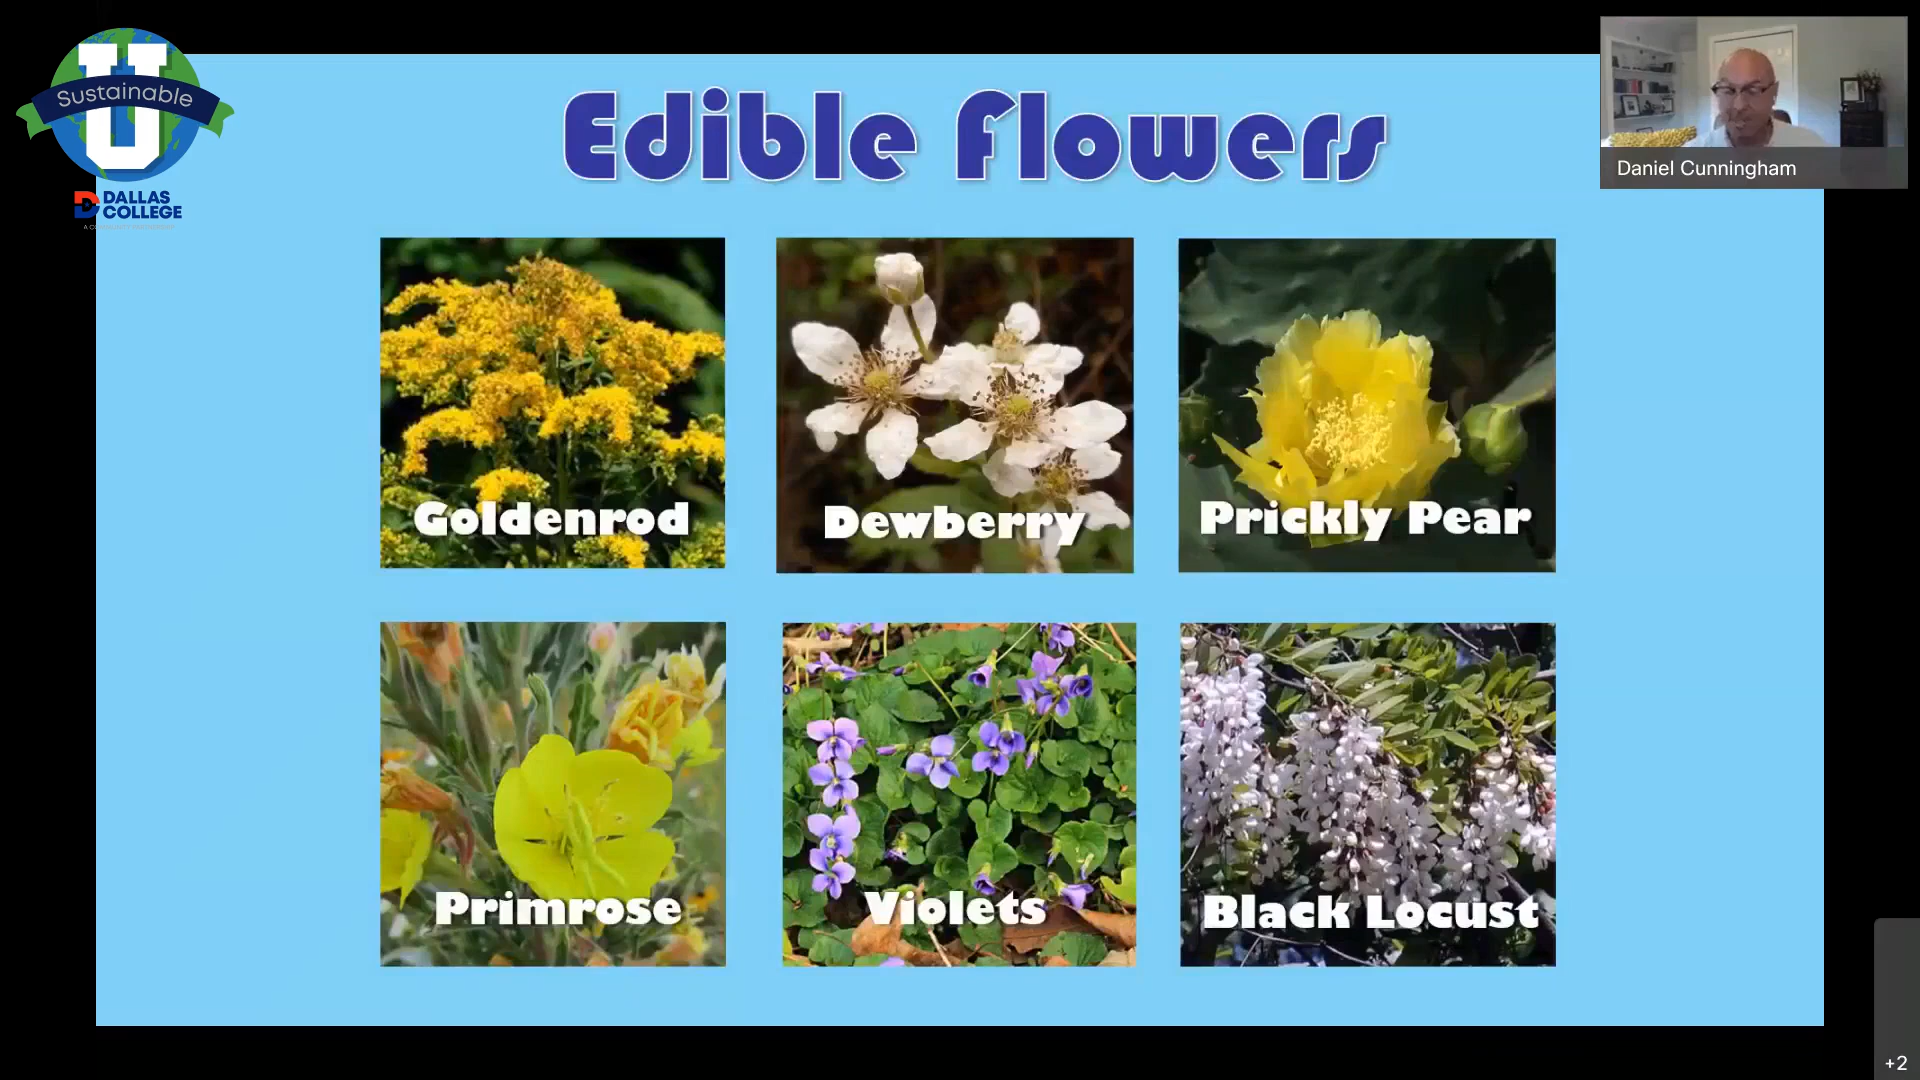 Sustainable
U
DALLAS
COLLEGE
Edible Flowers
Daniel Cunningham
Goldenrod
Dewberry
Prickly Pear
Primrose
Violets
Black Locust
+2